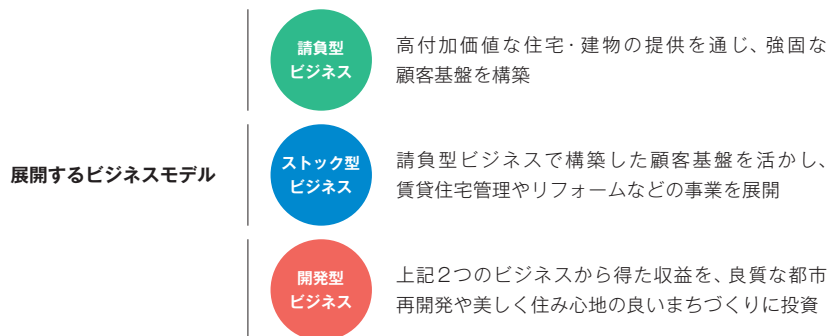 展開するビジネスモデル
請負型
ビジネス
高付加価値な住宅・建物の提供を通じ、強固な
顧客基盤を構築
ストック型
ビジネス
請負型ビジネスで構築した顧客基盤を活かし、
賃貸住宅管理やリフォームなどの事業を展開
開発型
ビジネス
上記2つのビジネスから得た収益を、良質な都市
再開発や美しく住み心地の良いまちづくりに投資